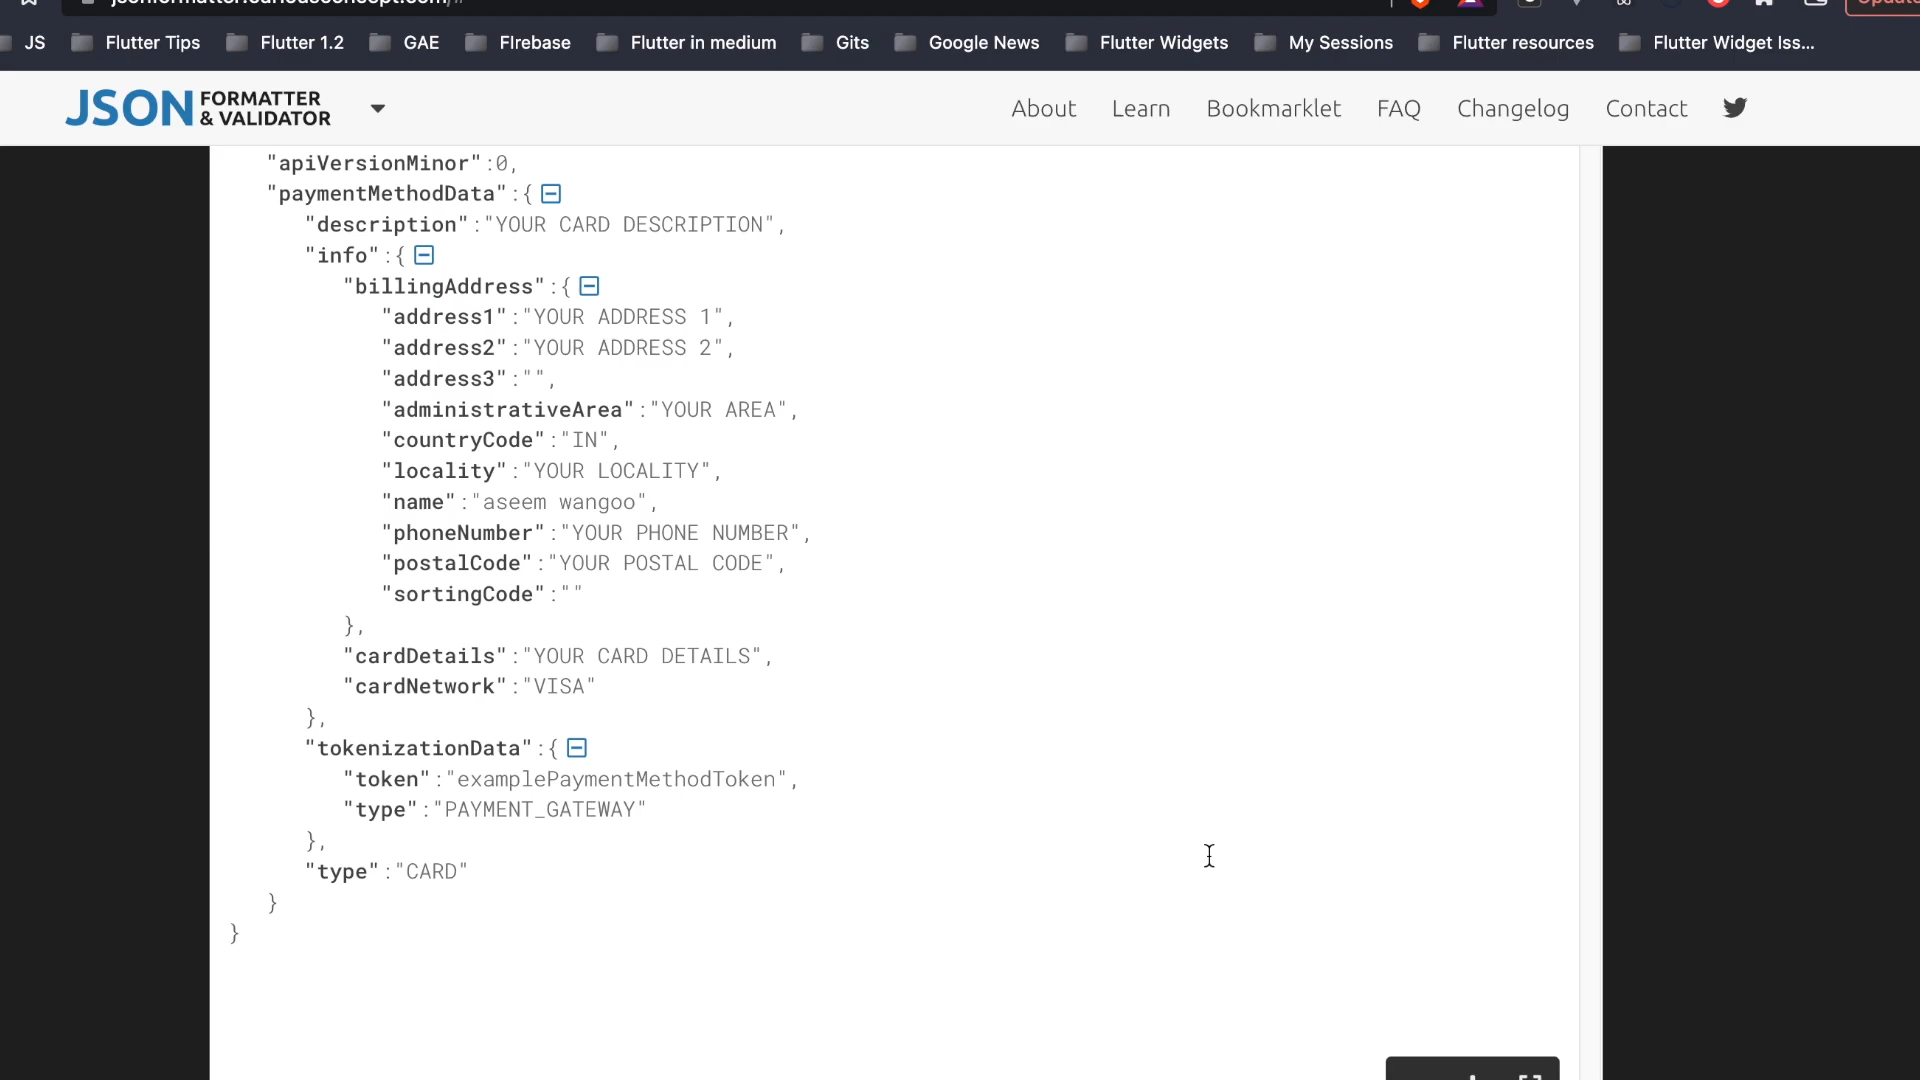 JS Flutter Tips Flutter 1.2 GAE FIrebase Flutter in medium Gits Google News Flutter Widgets My Sessions Flutter resources Flutter Widget Iss...
JSON FORMATTER & VALIDATOR About Learn Bookmarklet FAQ Changelog Contact
"apiVersionMinor":0,
"paymentMethodData":{
"description":"YOUR CARD DESCRIPTION",
"info":{
"billingAddress":{
"address1":"YOUR ADDRESS 1",
"address2":"YOUR ADDRESS 2",
"address3":"",
"administrativeArea":"YOUR AREA",
"countryCode":"IN",
"locality":"YOUR LOCALITY",
"name":"aseem wangoo",
"phoneNumber":"YOUR PHONE NUMBER",
"postalCode":"YOUR POSTAL CODE",
"sortingCode":""
},
"cardDetails":"YOUR CARD DETAILS",
"cardNetwork":"VISA"
},
"tokenizationData":{
"token":"examplePaymentMethodToken",
"type":"PAYMENT_GATEWAY"
},
"type":"CARD"
}
}